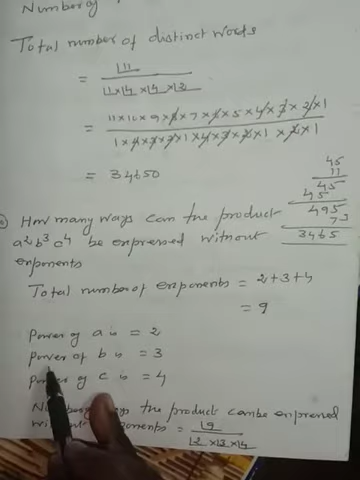 Number of
Total number of distinct words
= ⌊11 / ⌊1 × ⌊4 × ⌊4 × ⌊2
= 11 × 10 × 9 × 8 × 7 × 6 × 5 × 4 × 3 × 2 × 1 / 1 × 4 × 3 × 2 × 1 × 4 × 3 × 2 × 1 × 2 × 1
= 34650
45
11
45
45
495
7
3465
How many ways can the product
a²b³c⁴ be expressed without
exponents
Total number of exponents = 2+3+4
= 9
Power of a is = 2
Power of b is = 3
Power of c is = 4
the product can be expressed
= ⌊9 / ⌊2 × ⌊3 × ⌊4